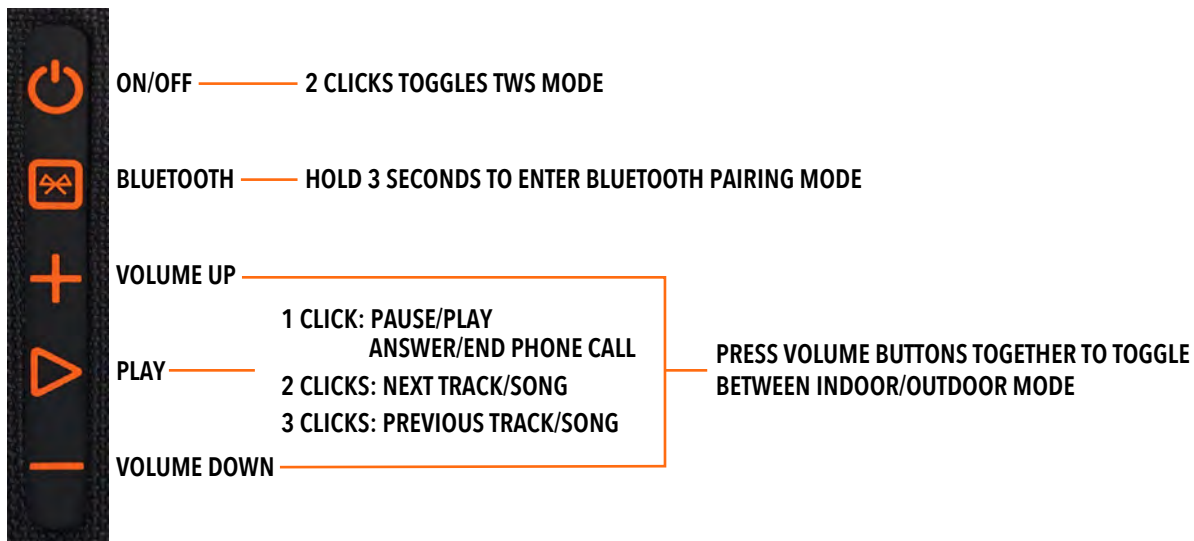 ON/OFF
2 CLICKS TOGGLES TWS MODE
BLUETOOTH
HOLD 3 SECONDS TO ENTER BLUETOOTH PAIRING MODE
VOLUME UP
1 CLICK: PAUSE/PLAY
ANSWER/END PHONE CALL
PLAY
2 CLICKS: NEXT TRACK/SONG
3 CLICKS: PREVIOUS TRACK/SONG
VOLUME DOWN
PRESS VOLUME BUTTONS TOGETHER TO TOGGLE
BETWEEN INDOOR/OUTDOOR MODE